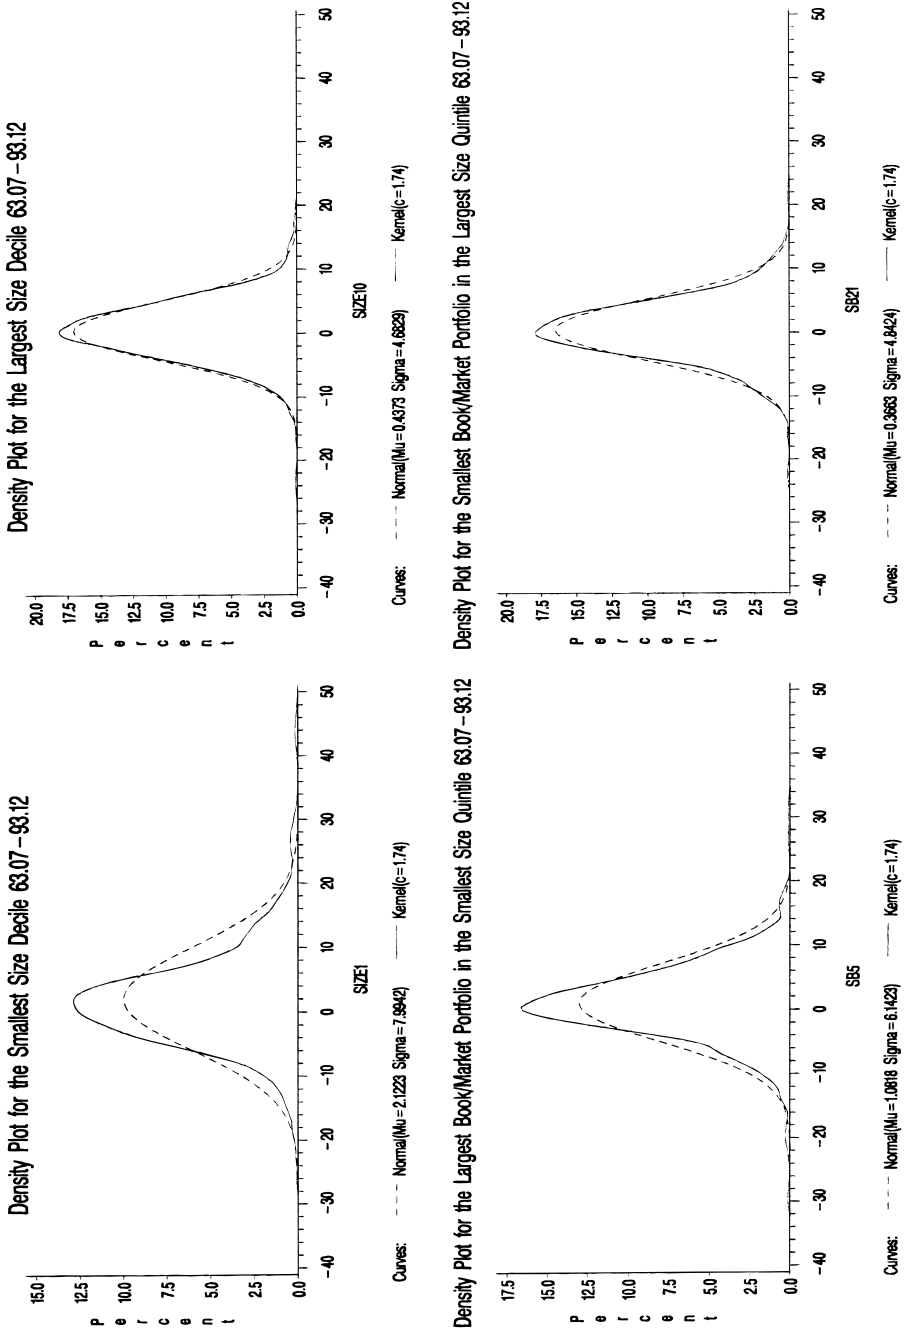 Density Plot for the Smallest Size Decile 63.07–93.12
Percent
15.0
12.5
10.0
7.5
5.0
2.5
0.0
−40 −30 −20 −10 0 10 20 30 40 50
SIZE1
Curves: --- Normal(Mu=2.1223 Sigma=7.9942) —— Kernel(c=1.74)
Density Plot for the Largest Size Decile 63.07–93.12
Percent
20.0
17.5
15.0
12.5
10.0
7.5
5.0
2.5
0.0
−40 −30 −20 −10 0 10 20 30 40 50
SIZE10
Curves: --- Normal(Mu=0.4373 Sigma=4.6829) —— Kernel(c=1.74)
Density Plot for the Largest Book/Market Portfolio in the Smallest Size Quintile 63.07–93.12
Percent
17.5
15.0
12.5
10.0
7.5
5.0
2.5
0.0
−40 −30 −20 −10 0 10 20 30 40 50
SB5
Curves: --- Normal(Mu=1.0818 Sigma=6.1423) —— Kernel(c=1.74)
Density Plot for the Smallest Book/Market Portfolio in the Largest Size Quintile 63.07–93.12
Percent
20.0
17.5
15.0
12.5
10.0
7.5
5.0
2.5
0.0
−40 −30 −20 −10 0 10 20 30 40 50
SB21
Curves: --- Normal(Mu=0.3663 Sigma=4.8424) —— Kernel(c=1.74)